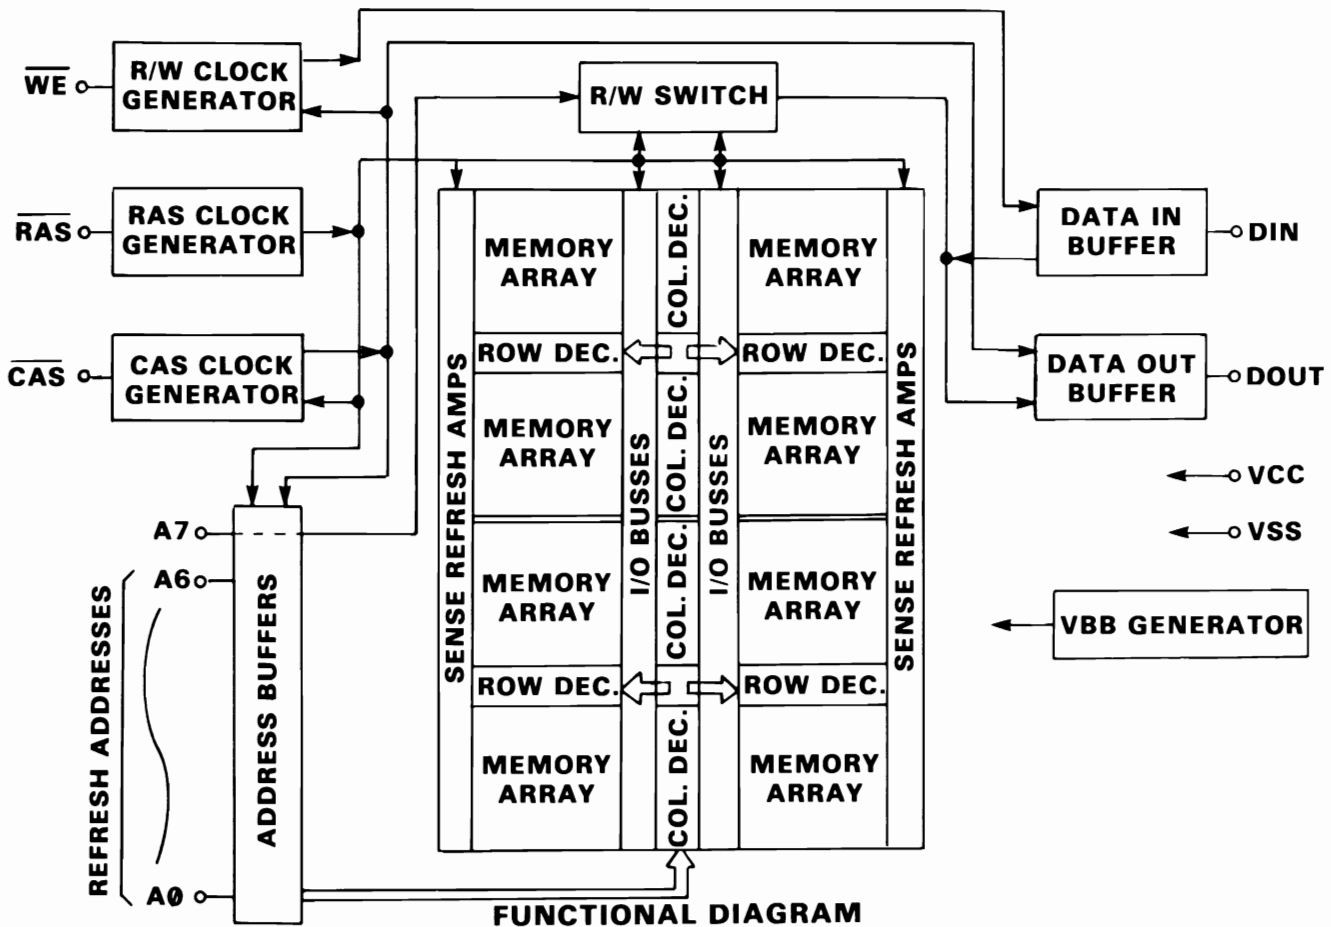 WE
R/W CLOCK
GENERATOR
R/W SWITCH
RAS
RAS CLOCK
GENERATOR
CAS
CAS CLOCK
GENERATOR
DATA IN
BUFFER
DIN
DATA OUT
BUFFER
DOUT
VCC
VSS
VBB GENERATOR
A7
A6
A0
REFRESH ADDRESSES
ADDRESS BUFFERS
SENSE REFRESH AMPS
MEMORY
ARRAY
ROW DEC.
MEMORY
ARRAY
MEMORY
ARRAY
ROW DEC.
MEMORY
ARRAY
I/O BUSSES
COL. DEC.
COL. DEC.
COL. DEC.
COL. DEC.
I/O BUSSES
MEMORY
ARRAY
ROW DEC.
MEMORY
ARRAY
MEMORY
ARRAY
ROW DEC.
MEMORY
ARRAY
SENSE REFRESH AMPS
FUNCTIONAL DIAGRAM